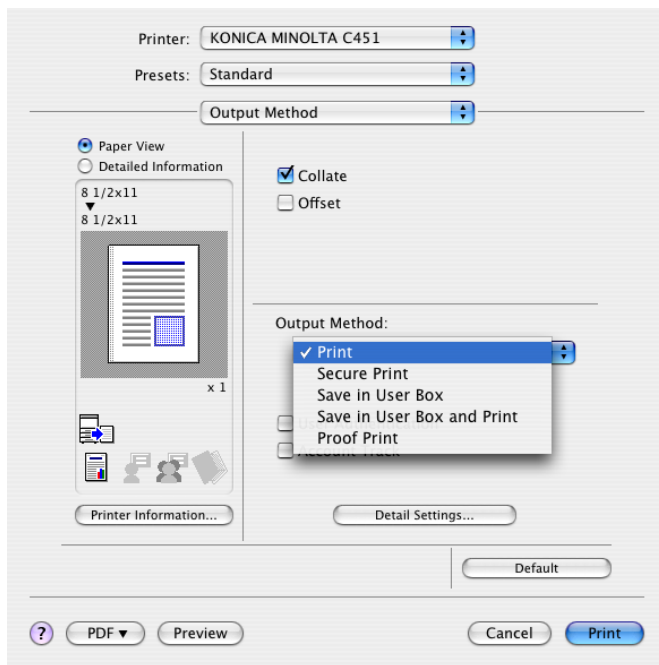 Printer: KONICA MINOLTA C451
Presets: Standard
Output Method
Paper View
Detailed Information
8 1/2x11
8 1/2x11
x 1
Printer Information...
Collate
Offset
Output Method:
✓ Print
Secure Print
Save in User Box
Save in User Box and Print
Proof Print
Account Track
Detail Settings...
Default
? PDF ▼ Preview Cancel Print